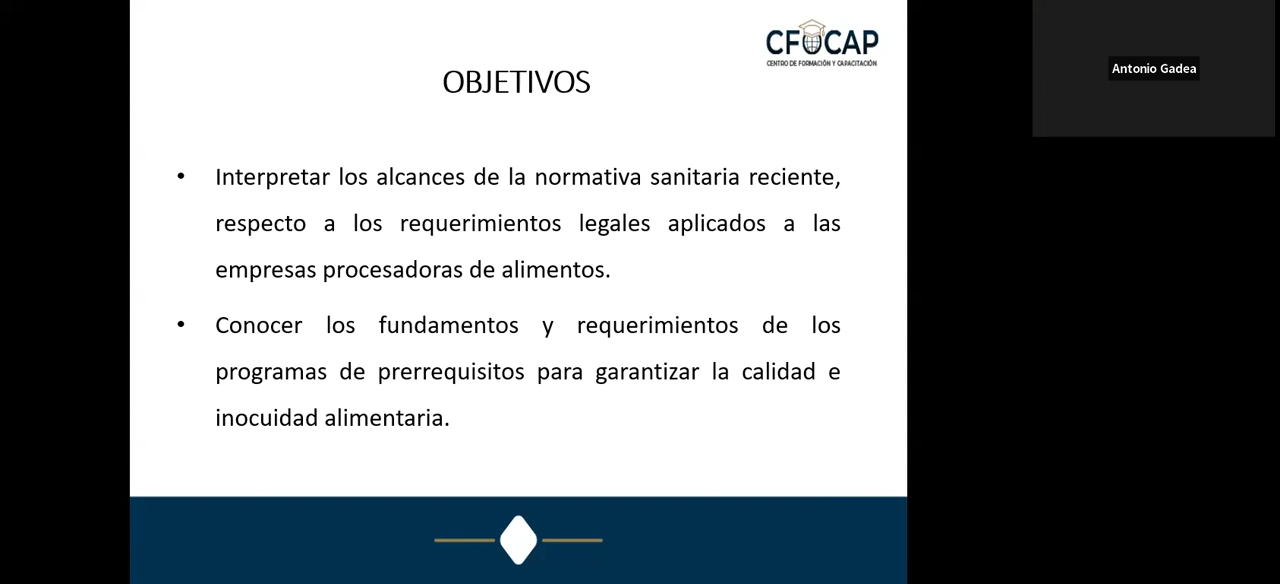 CFOCAP
CENTRO DE FORMACIÓN Y CAPACITACIÓN
Antonio Gadea
OBJETIVOS
• Interpretar los alcances de la normativa sanitaria reciente,
respecto a los requerimientos legales aplicados a las
empresas procesadoras de alimentos.
• Conocer los fundamentos y requerimientos de los
programas de prerrequisitos para garantizar la calidad e
inocuidad alimentaria.